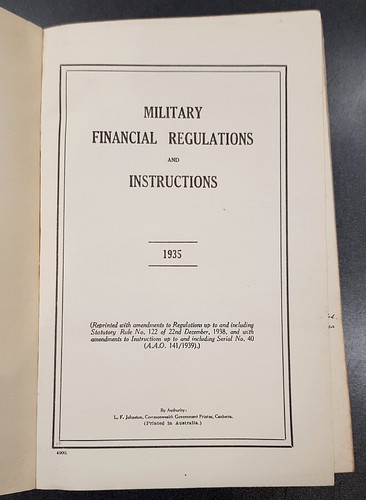 MILITARY
FINANCIAL REGULATIONS
AND
INSTRUCTIONS
1935
(Reprinted with amendments to Regulations up to and including
Statutory Rule No. 122 of 22nd December, 1938, and with
amendments to Instructions up to and including Serial No. 40
(A.A.O. 141/1939).)
By Authority:
L. F. Johnston, Commonwealth Government Printer, Canberra.
(Printed in Australia.)